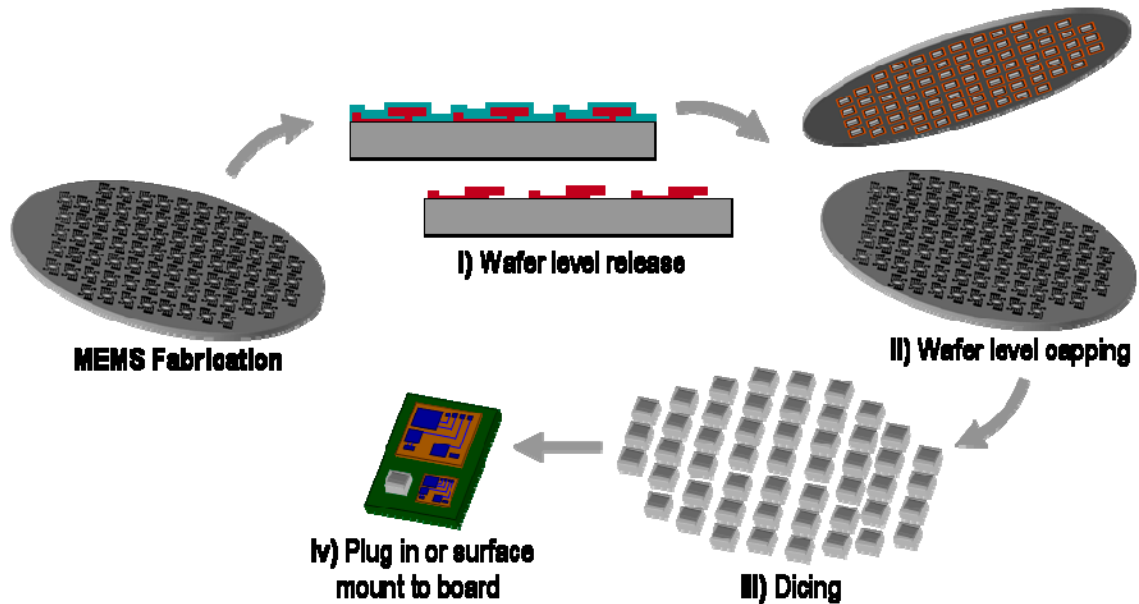 I) Wafer level release
MEMS Fabrication
II) Wafer level capping
III) Dicing
Iv) Plug in or surface
mount to board